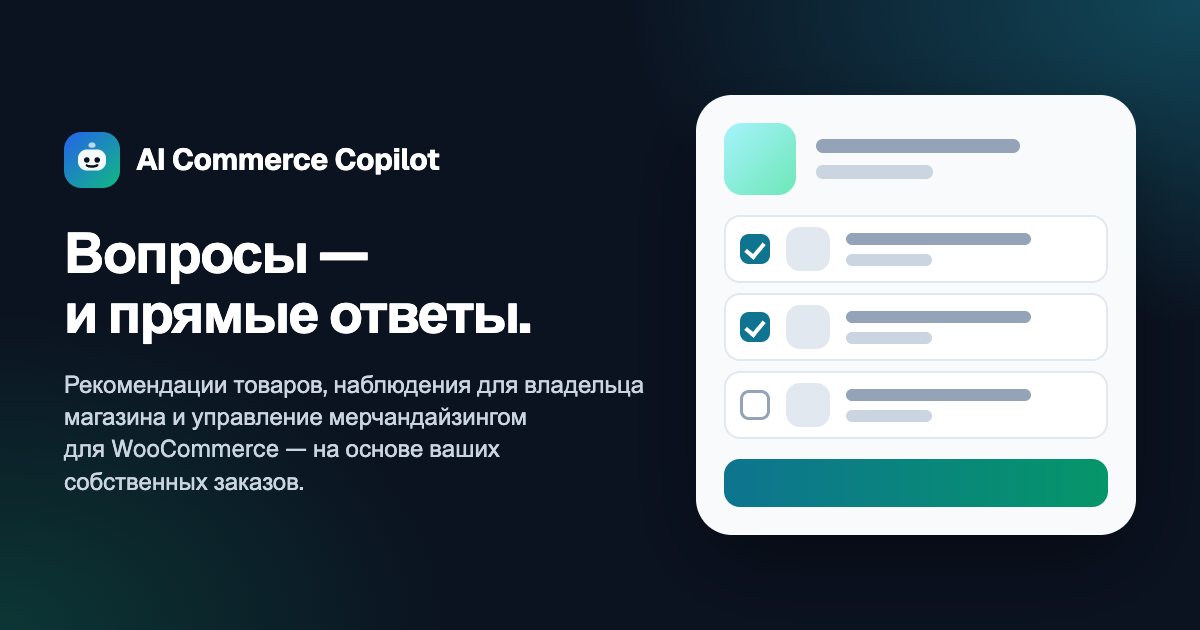 AI Commerce Copilot
Вопросы —
и прямые ответы.
Рекомендации товаров, наблюдения для владельца
магазина и управление мерчандайзингом
для WooCommerce — на основе ваших
собственных заказов.